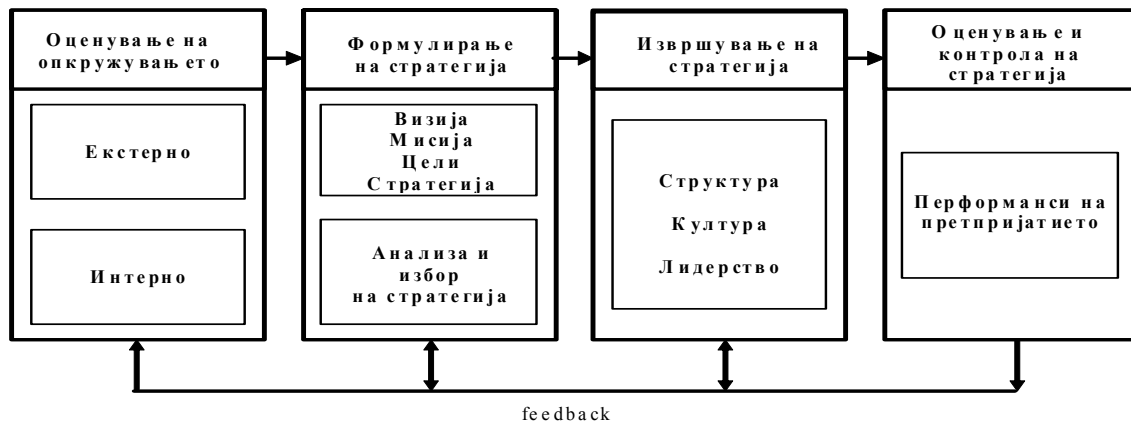 Оценување на
опкружувањето
Екстерно
Интерно
Формулирање
на стратегија
Визија
Мисија
Цели
Стратегија
Анализа и
избор
на стратегија
Извршување на
стратегија
Структура
Култура
Лидерство
Оценување и
контрола на
стратегија
Перформанси на
претпријатието
feedback